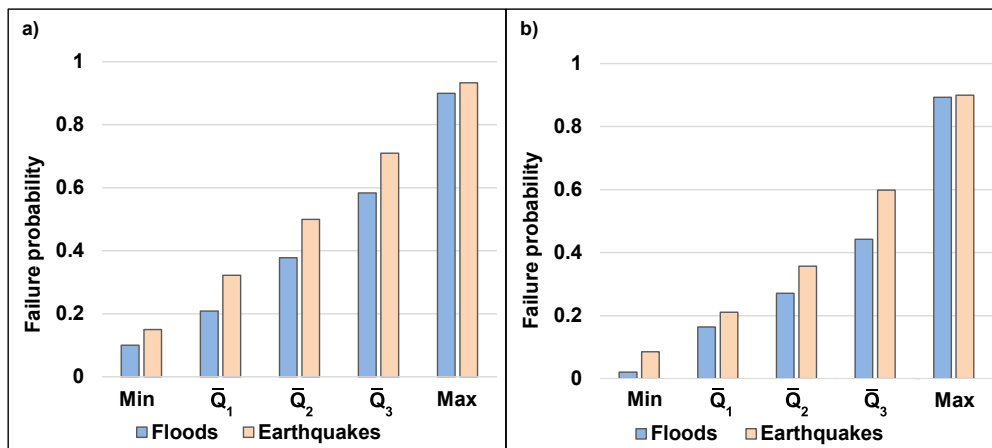 a)
Failure probability
1
0.8
0.6
0.4
0.2
0
Min Q̅₁ Q̅₂ Q̅₃ Max
Floods Earthquakes
b)
Failure probability
1
0.8
0.6
0.4
0.2
0
Min Q̅₁ Q̅₂ Q̅₃ Max
Floods Earthquakes